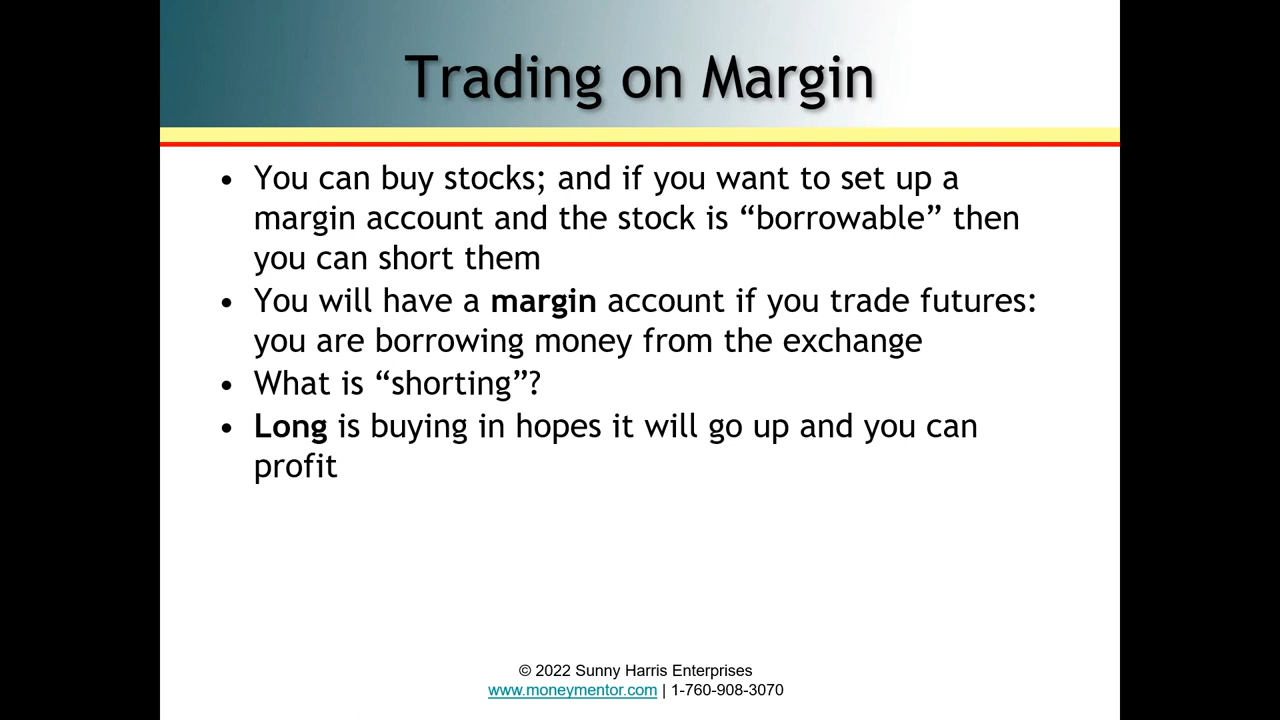 Trading on Margin
• You can buy stocks; and if you want to set up a
margin account and the stock is “borrowable” then
you can short them
• You will have a margin account if you trade futures:
you are borrowing money from the exchange
• What is “shorting”?
• Long is buying in hopes it will go up and you can
profit
© 2022 Sunny Harris Enterprises
www.moneymentor.com | 1-760-908-3070